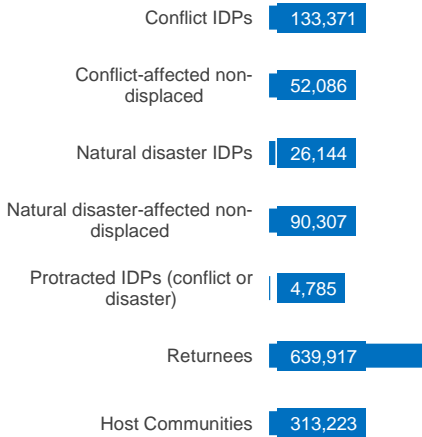 Conflict IDPs 133,371
Conflict-affected non-
displaced 52,086
Natural disaster IDPs 26,144
Natural disaster-affected non-
displaced 90,307
Protracted IDPs (conflict or
disaster) 4,785
Returnees 639,917
Host Communities 313,223